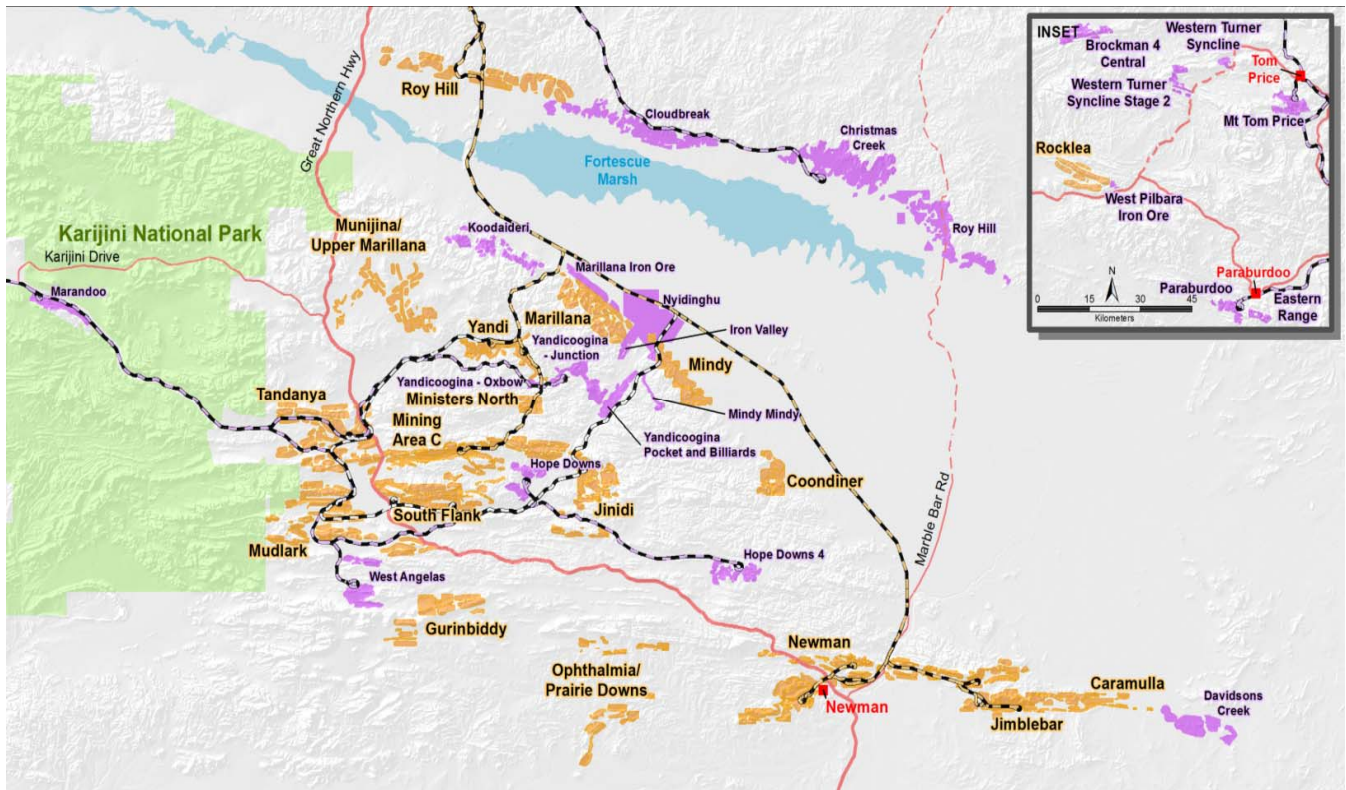 Great Northern Hwy
Roy Hill
Cloudbreak
Christmas
Creek
Fortescue
Marsh
Roy Hill
Karijini National Park
Karijini Drive
Marandoo
Munijina/
Upper Marillana
Koodaideri
Marillana Iron Ore
Nyidinghu
Yandi
Marillana
Iron Valley
Yandicoogina
- Junction
Mindy
Yandicoogina - Oxbow
Ministers North
Tandanya
Mining
Area C
Mindy Mindy
Yandicoogina
Pocket and Billiards
Hope Downs
Coondiner
Jinidi
South Flank
Mudlark
Hope Downs 4
Marble Bar Rd
West Angelas
Gurinbiddy
Ophthalmia/
Prairie Downs
Newman
Newman
Caramulla
Jimblebar
Davidsons
Creek
INSET
Western Turner
Syncline
Brockman 4
Central
Tom
Price
Western Turner
Syncline Stage 2
Mt Tom Price
Rocklea
West Pilbara
Iron Ore
N
Paraburdoo
Paraburdoo
Eastern
Range
0 15 30 45
Kilometers